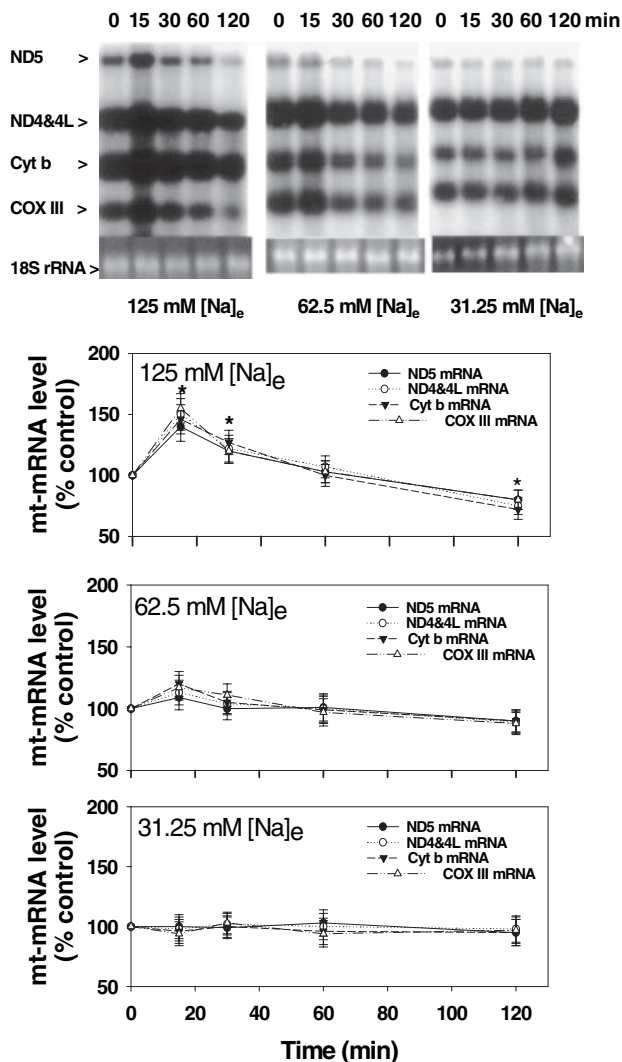 0 15 30 60 120 0 15 30 60 120 0 15 30 60 120 min
ND5 >
ND4&4L >
Cyt b >
COX III >
18S rRNA >
125 mM [Na]e 62.5 mM [Na]e 31.25 mM [Na]e
200
150
100
50
mt-mRNA level
(% control)
125 mM [Na]e
* * *
ND5 mRNA
ND4&4L mRNA
Cyt b mRNA
COX III mRNA
200
150
100
50
mt-mRNA level
(% control)
62.5 mM [Na]e
ND5 mRNA
ND4&4L mRNA
Cyt b mRNA
COX III mRNA
200
150
100
50
mt-mRNA level
(% control)
31.25 mM [Na]e
ND5 mRNA
ND4&4L mRNA
Cyt b mRNA
COX III mRNA
0 20 40 60 80 100 120
Time (min)